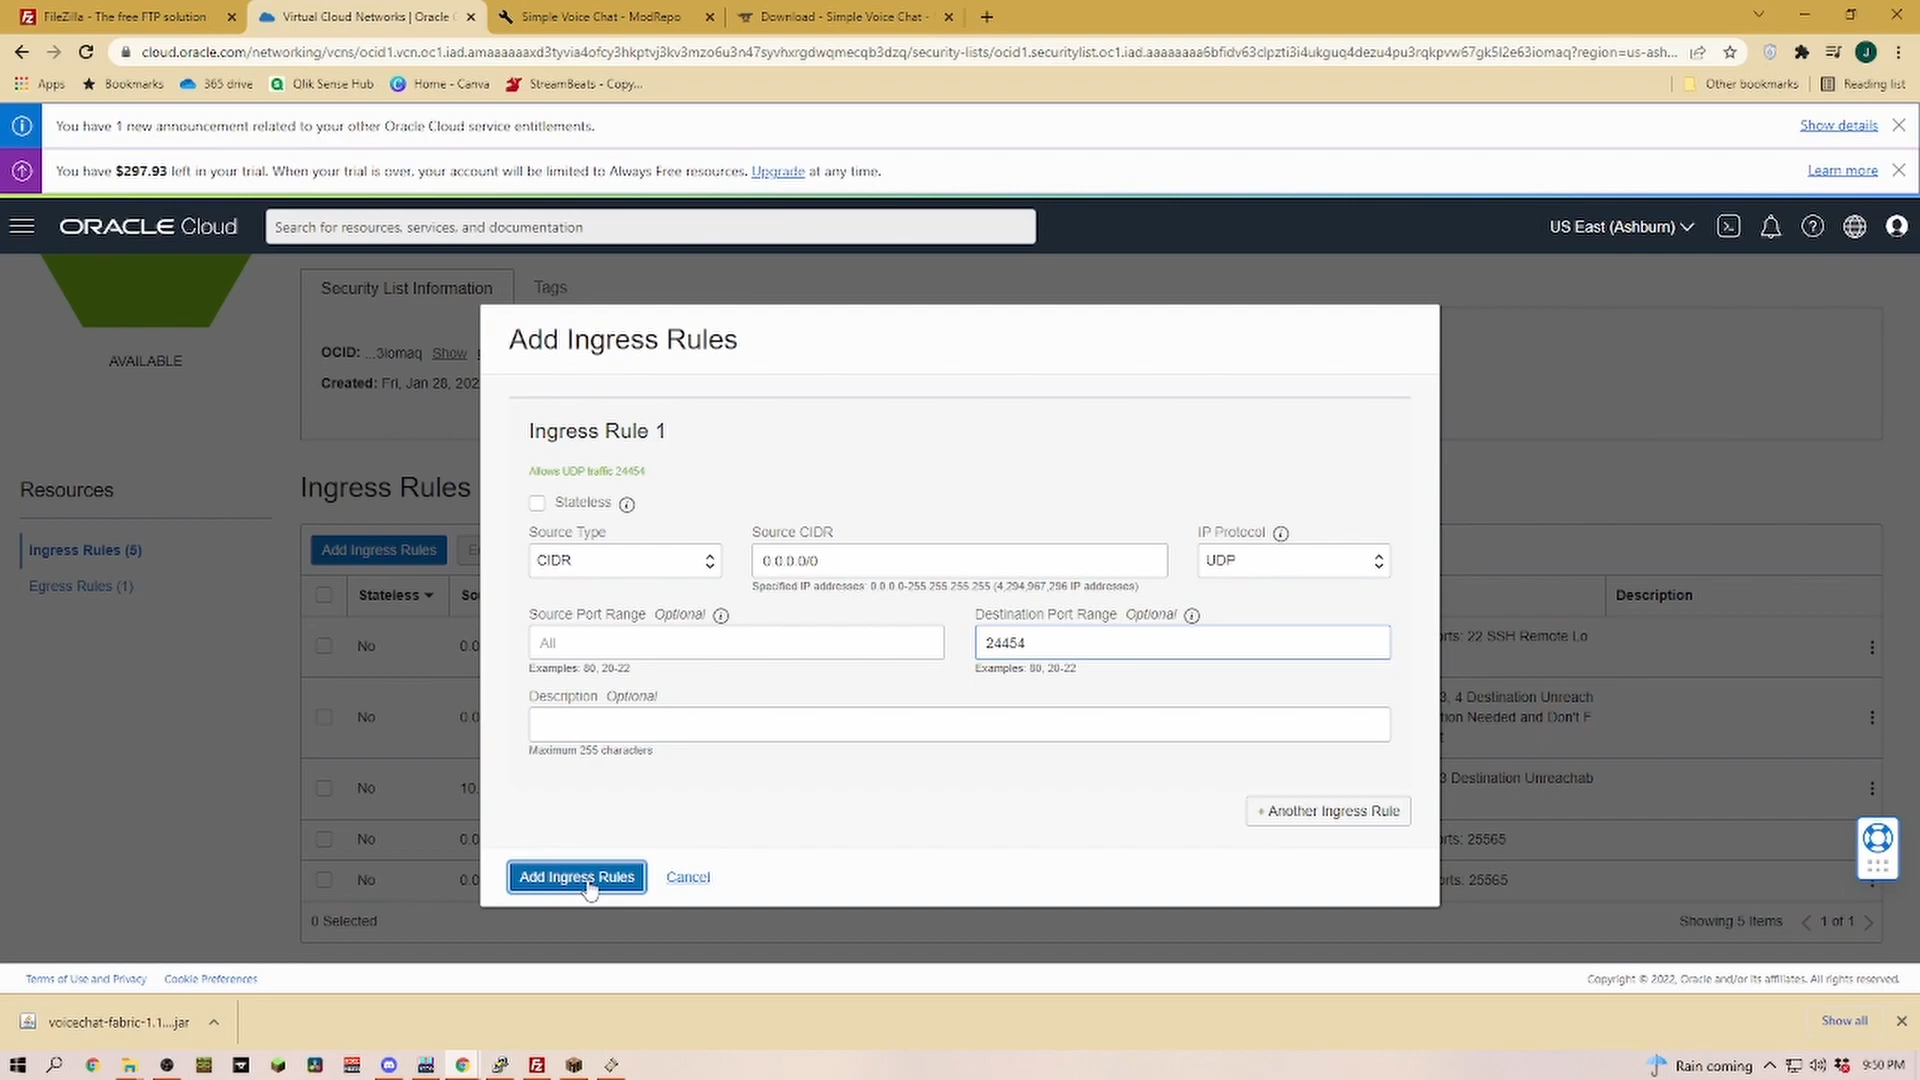 FileZilla - The free FTP solution
Virtual Cloud Networks | Oracle C
Simple Voice Chat - ModRepo
Download - Simple Voice Chat -
cloud.oracle.com/networking/vcns/ocid1.vcn.oc1.iad.amaaaaaaxd3tyvia4ofcy3hkptvj3kv3mzo6u3n47syvhxrgdwqmecqb3dzq/security-lists/ocid1.securitylist.oc1.iad.aaaaaaaa6bfidv63clpzti3i4ukguq4dezu4pu3rqkpvw67gk5l2e63iomaq?region=us-ash...
J
Apps
Bookmarks
365 drive
Qlik Sense Hub
Home - Canva
StreamBeats - Copy...
Other bookmarks
Reading list
You have 1 new announcement related to your other Oracle Cloud service entitlements.
Show details
You have $297.93 left in your trial. When your trial is over, your account will be limited to Always Free resources. Upgrade at any time.
Learn more
ORACLE Cloud
Search for resources, services, and documentation
US East (Ashburn)
Security List Information
Tags
AVAILABLE
OCID: ...3iomaq Show
Created: Fri, Jan 28, 202
Add Ingress Rules
Ingress Rule 1
Allows UDP traffic 24454
Stateless
Source Type
Source CIDR
IP Protocol
CIDR
0.0.0.0/0
UDP
Specified IP addresses: 0.0.0.0-255.255.255.255 (4,294,967,296 IP addresses)
Source Port Range Optional
Destination Port Range Optional
All
24454
Examples: 80, 20-22
Examples: 80, 20-22
Description Optional
Maximum 255 characters
+ Another Ingress Rule
Add Ingress Rules
Cancel
Resources
Ingress Rules (5)
Egress Rules (1)
Ingress Rules
Add Ingress Rules
Stateless
So
Description
No
0.0
orts: 22 SSH Remote Lo
No
0.0
3, 4 Destination Unreach
tion Needed and Don't F
t
No
10.
3 Destination Unreachab
No
0.0
orts: 25565
No
0.0
orts: 25565
0 Selected
Showing 5 Items
1 of 1
Terms of Use and Privacy
Cookie Preferences
Copyright © 2022, Oracle and/or its affiliates. All rights reserved.
voicechat-fabric-1.1....jar
Show all
Rain coming
9:50 PM